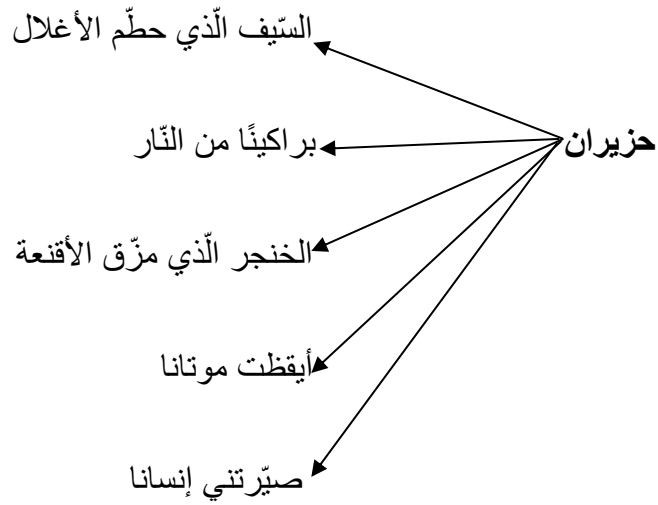 السّيف الّذي حطّم الأغلال
حزيران
براكينًا من النّار
الخنجر الّذي مزّق الأقنعة
أيقظت موتانا
صيّرتني إنسانا